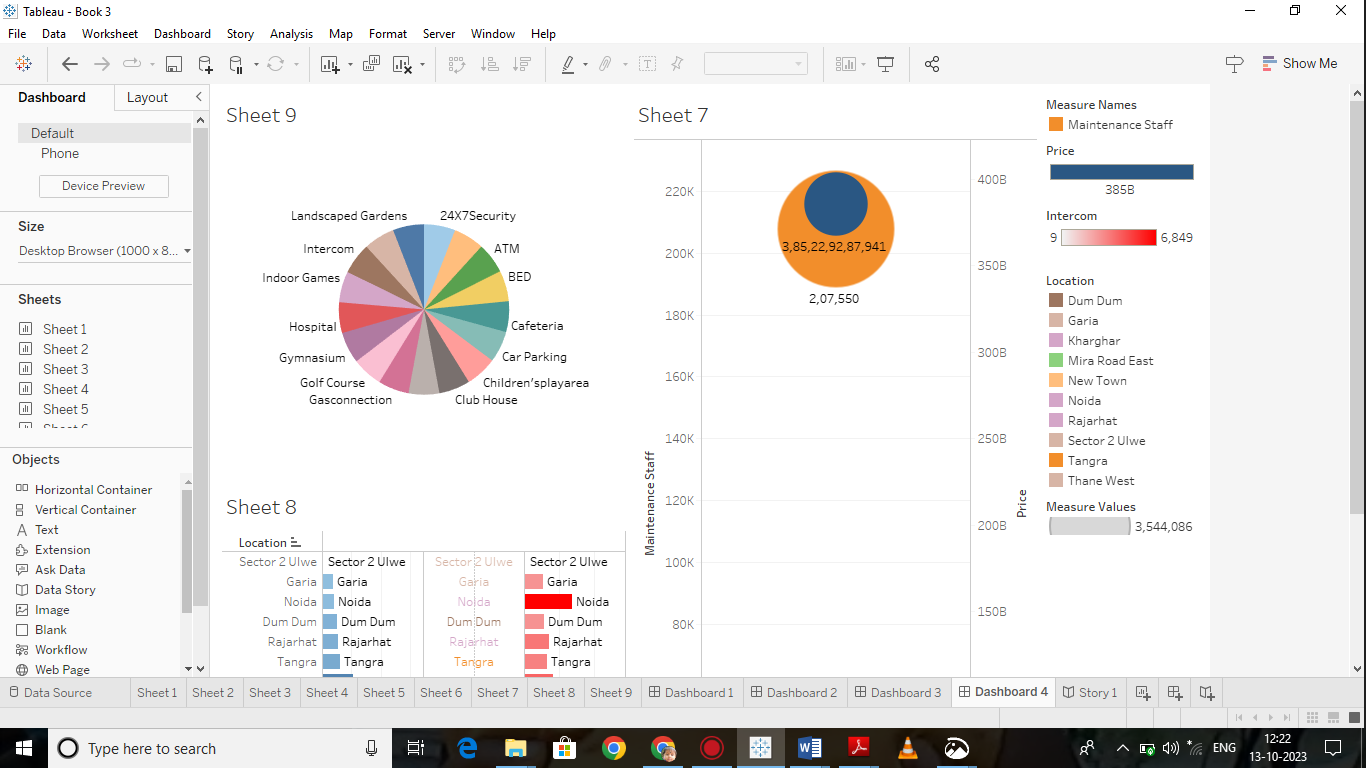 Tableau - Book 3
File Data Worksheet Dashboard Story Analysis Map Format Server Window Help
Show Me
Dashboard Layout
Default
Phone
Device Preview
Size
Desktop Browser (1000 x 8...
Sheets
Sheet 1
Sheet 2
Sheet 3
Sheet 4
Sheet 5
Objects
Horizontal Container
Vertical Container
Text
Extension
Ask Data
Data Story
Image
Blank
Workflow
Web Page
Sheet 9
Landscaped Gardens 24X7Security
Intercom ATM
Indoor Games BED
Hospital Cafeteria
Gymnasium Car Parking
Golf Course Children'splayarea
Gasconnection Club House
Sheet 8
Location
Sector 2 Ulwe Sector 2 Ulwe Sector 2 Ulwe Sector 2 Ulwe
Garia Garia Garia Garia
Noida Noida Noida Noida
Dum Dum Dum Dum Dum Dum Dum Dum
Rajarhat Rajarhat Rajarhat Rajarhat
Tangra Tangra Tangra Tangra
Sheet 7
Maintenance Staff
220K
200K
180K
160K
140K
120K
100K
80K
3,85,22,92,87,941
2,07,550
400B
350B
300B
250B
200B
150B
Price
Measure Names
Maintenance Staff
Price
385B
Intercom
9 6,849
Location
Dum Dum
Garia
Kharghar
Mira Road East
New Town
Noida
Rajarhat
Sector 2 Ulwe
Tangra
Thane West
Measure Values
3,544,086
Data Source Sheet 1 Sheet 2 Sheet 3 Sheet 4 Sheet 5 Sheet 6 Sheet 7 Sheet 8 Sheet 9 Dashboard 1 Dashboard 2 Dashboard 3 Dashboard 4 Story 1
Type here to search
ENG
12:22
13-10-2023